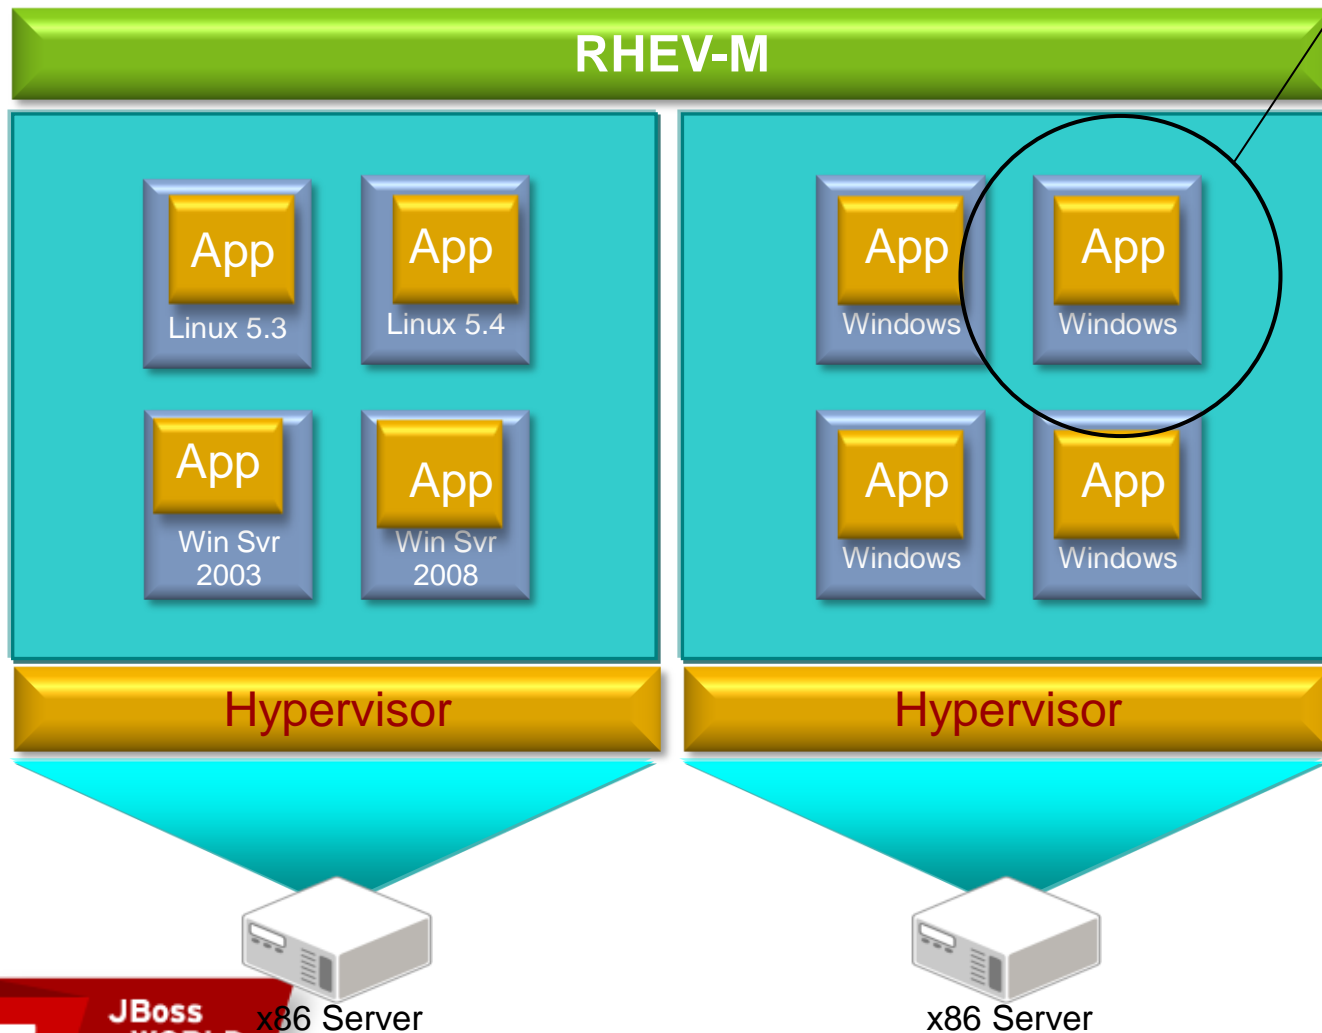 RHEV-M
App
Linux 5.3
App
Linux 5.4
App
Win Svr
2003
App
Win Svr
2008
App
Windows
App
Windows
App
Windows
App
Windows
Hypervisor
Hypervisor
x86 Server
x86 Server
JBoss
WORLD